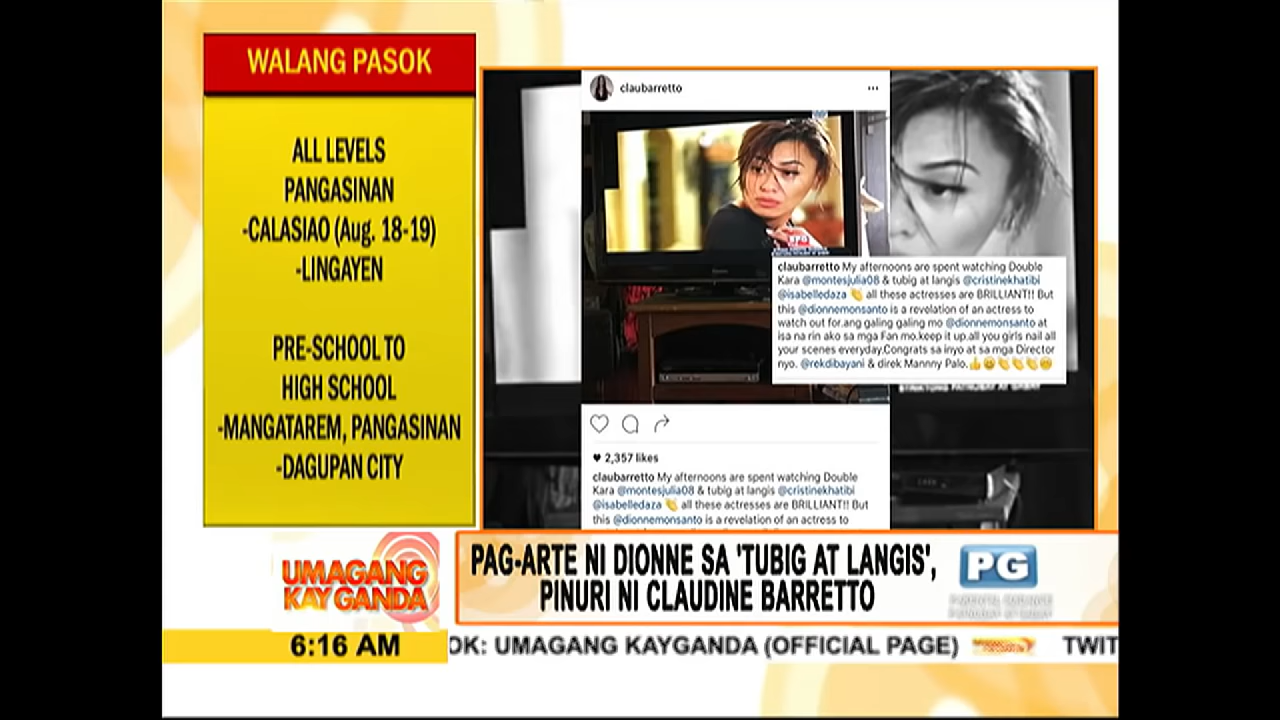 WALANG PASOK
ALL LEVELS
PANGASINAN
-CALASIAO (Aug. 18-19)
-LINGAYEN
PRE-SCHOOL TO
HIGH SCHOOL
-MANGATAREM, PANGASINAN
-DAGUPAN CITY
claubarretto
SPG
claubarretto My afternoons are spent watching Double
Kara @montesjulia08 & tubig at langis @cristinekhatibi
@isabelledaza 👏 all these actresses are BRILLIANT!! But
this @dionnemonsanto is a revelation of an actress to
watch out for.ang galing galing mo @dionnemonsanto at
isa na rin ako sa mga Fan mo.keep it up.all you girls nail all
your scenes everyday.Congrats sa inyo at sa mga Director
nyo. @rekdibayani & direk Mannny Palo.👍😀👏👏👏😊
2,357 likes
claubarretto My afternoons are spent watching Double
Kara @montesjulia08 & tubig at langis @cristinekhatibi
@isabelledaza 👏 all these actresses are BRILLIANT!! But
this @dionnemonsanto is a revelation of an actress to
UMAGANG
KAY GANDA
PAG-ARTE NI DIONNE SA 'TUBIG AT LANGIS',
PINURI NI CLAUDINE BARRETTO
PG
PARENTAL GUIDANCE
PATNUBAY AT GABAY
6:16 AM
OK: UMAGANG KAYGANDA (OFFICIAL PAGE)
TWIT